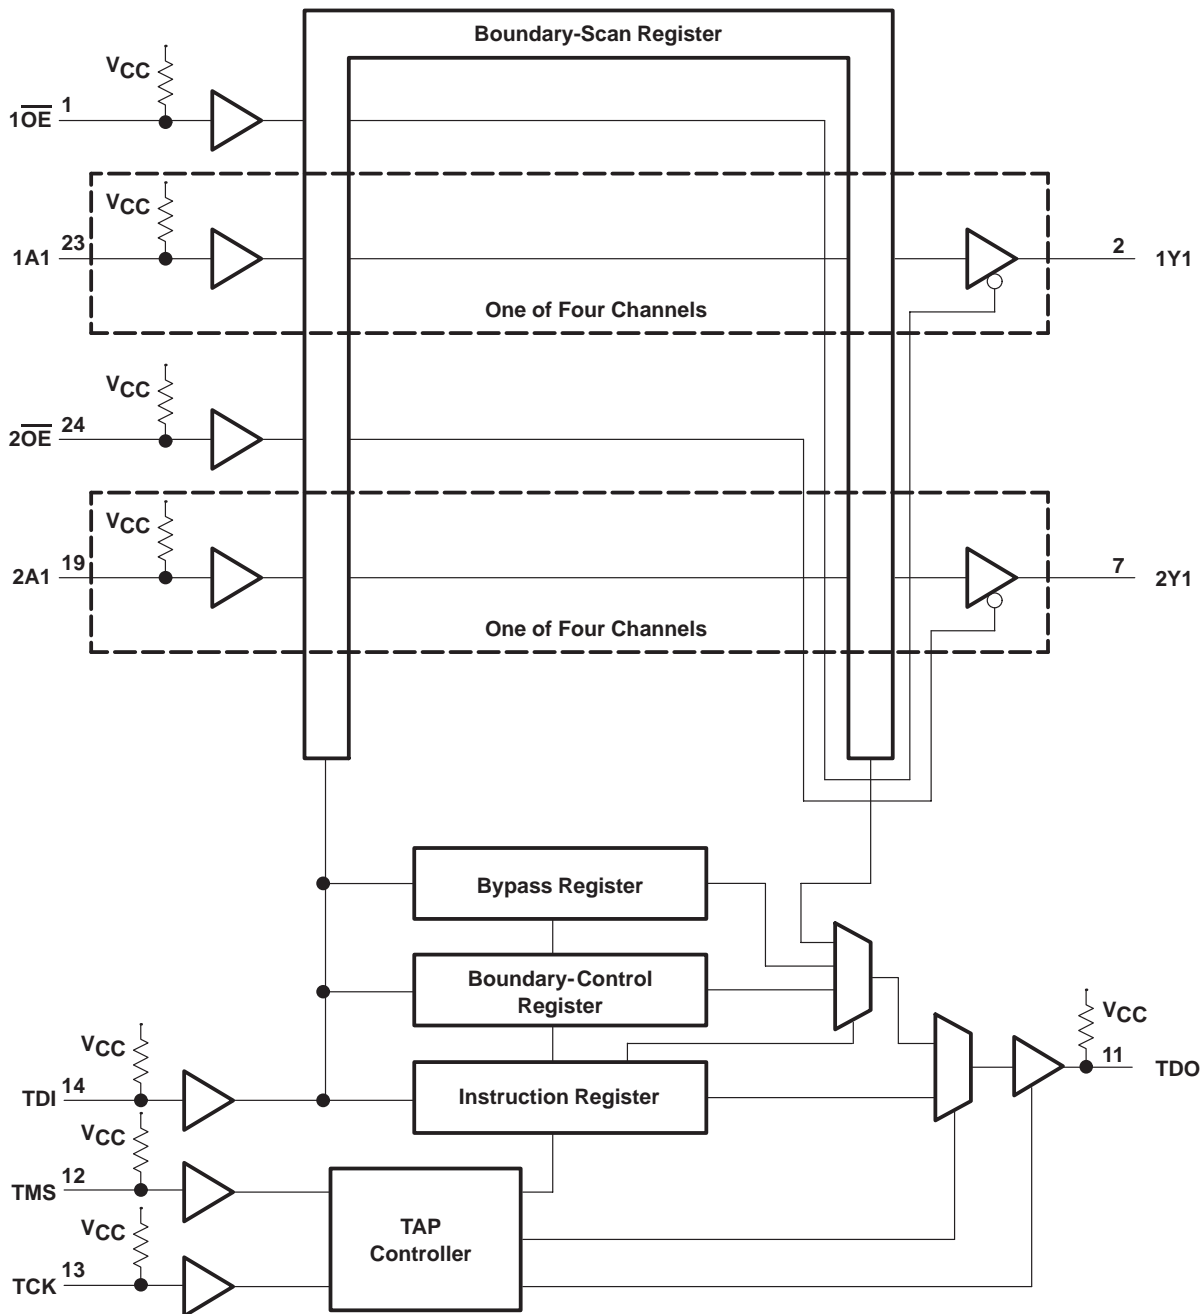 Boundary-Scan Register
VCC
1OE 1
VCC
1A1 23
2 1Y1
One of Four Channels
VCC
2OE 24
VCC
2A1 19
7 2Y1
One of Four Channels
Bypass Register
Boundary-Control
Register
VCC
VCC
11 TDO
TDI 14
Instruction Register
VCC
TMS 12
TAP
Controller
VCC
TCK 13